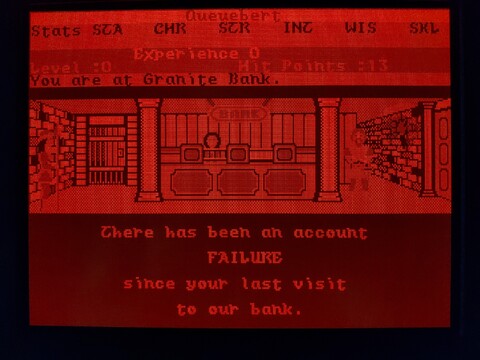 Queuebert
Stats STA CHR STR INT WIS SKL
Experience 0
Level :0 Hit Points :13
You are at Granite Bank.
BANK
There has been an account
FAILURE
since your last visit
to our bank.